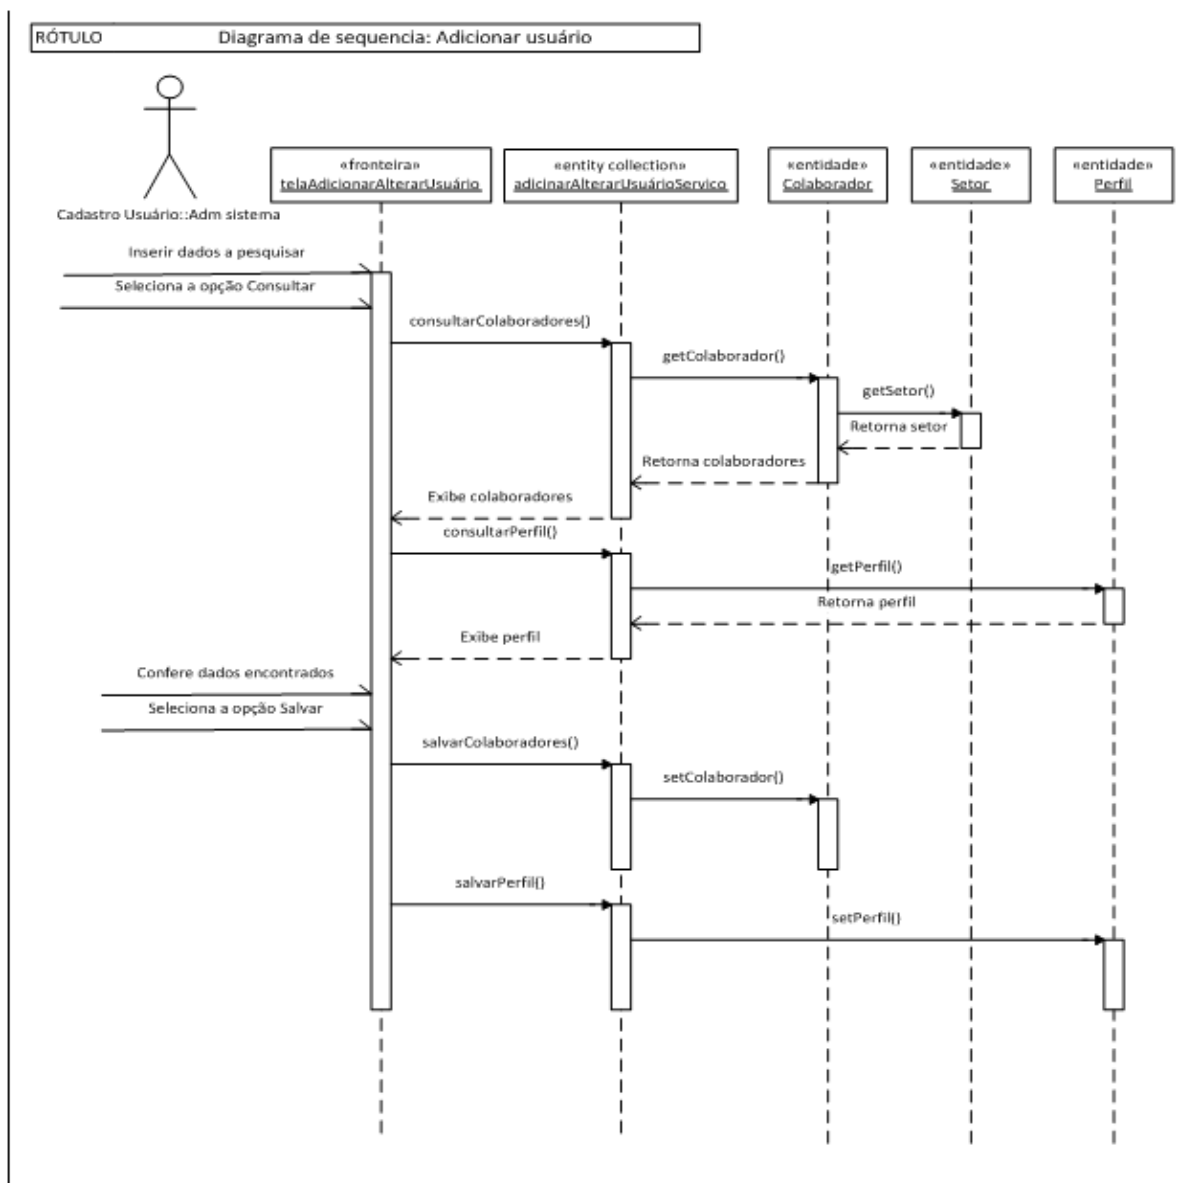 RÓTULO Diagrama de sequencia: Adicionar usuário
«fronteira»
telaAdicionarAlterarUsuário
«entity collection»
adicinarAlterarUsuárioServico
«entidade»
Colaborador
«entidade»
Setor
«entidade»
Perfil
Cadastro Usuário::Adm sistema
Inserir dados a pesquisar
Seleciona a opção Consultar
consultarColaboradores()
getColaborador()
getSetor()
Retorna setor
Retorna colaboradores
Exibe colaboradores
consultarPerfil()
getPerfil()
Retorna perfil
Exibe perfil
Confere dados encontrados
Seleciona a opção Salvar
salvarColaboradores()
setColaborador()
salvarPerfil()
setPerfil()